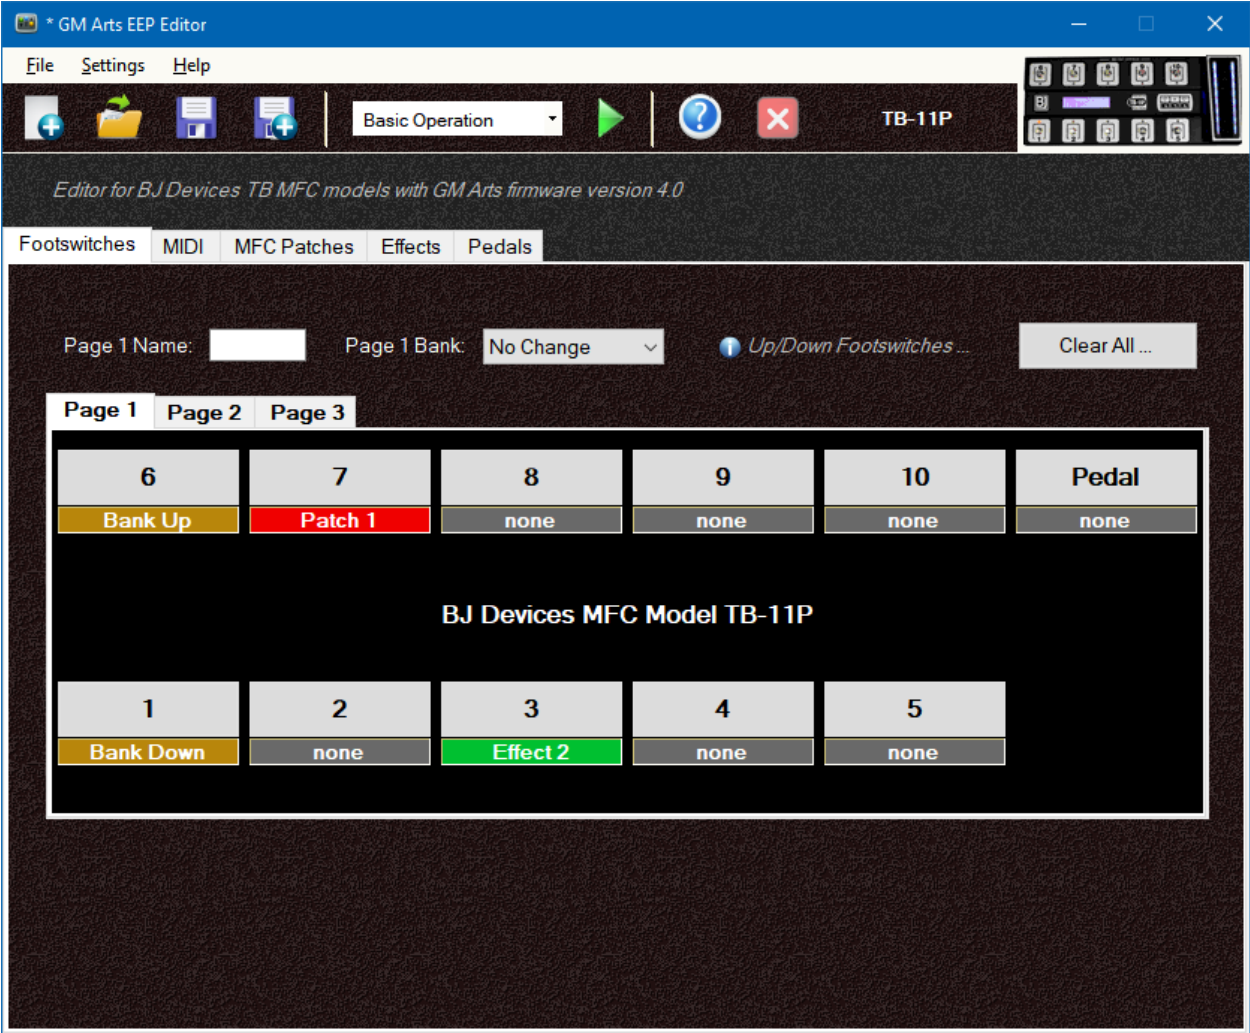 * GM Arts EEP Editor
File Settings Help
Basic Operation
TB-11P
Editor for BJ Devices TB MFC models with GM Arts firmware version 4.0
Footswitches MIDI MFC Patches Effects Pedals
Page 1 Name: Page 1 Bank: No Change Up/Down Footswitches ... Clear All ...
Page 1 Page 2 Page 3
6 7 8 9 10 Pedal
Bank Up Patch 1 none none none none
BJ Devices MFC Model TB-11P
1 2 3 4 5
Bank Down none Effect 2 none none